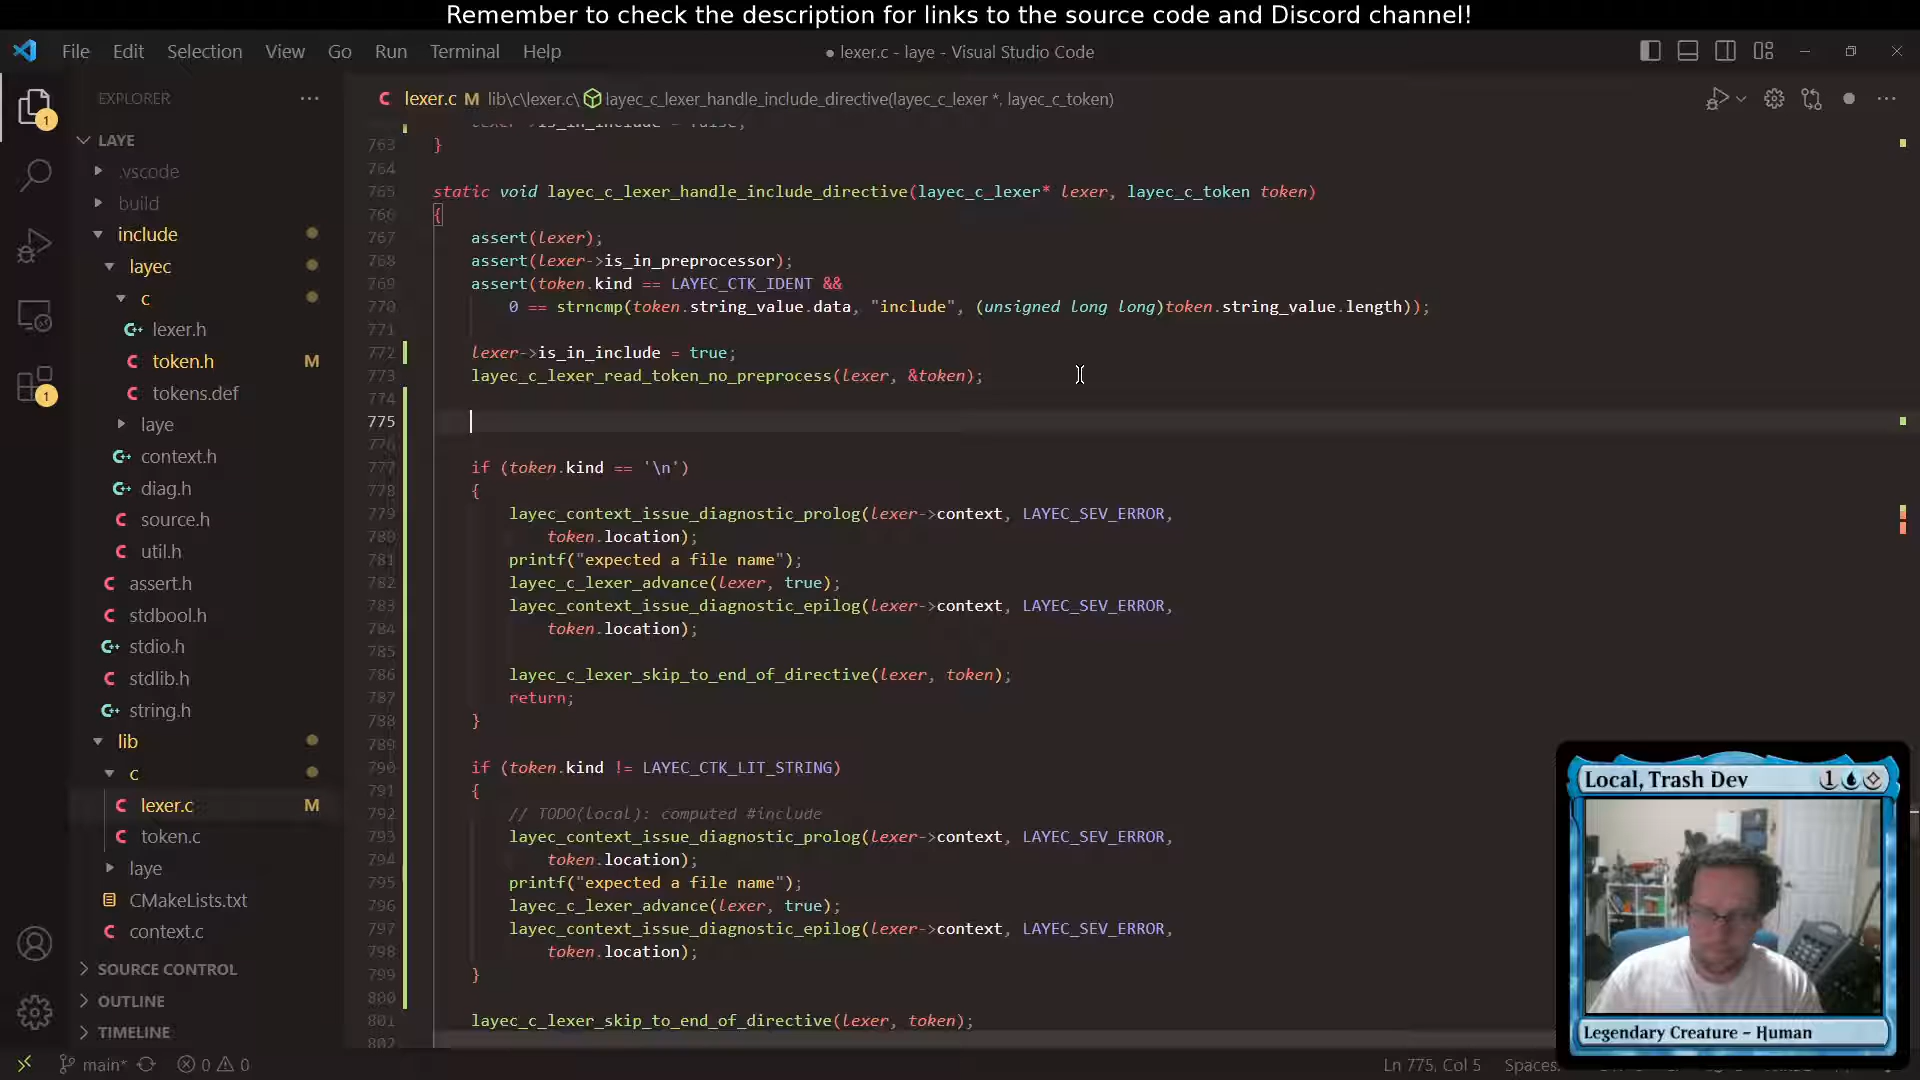 Remember to check the description for links to the source code and Discord channel!
File Edit Selection View Go Run Terminal Help
● lexer.c - laye - Visual Studio Code
EXPLORER
lexer.c M lib\c\lexer.c\ layec_c_lexer_handle_include_directive(layec_c_lexer *, layec_c_token)
LAYE
.vscode
build
include
layec
c
lexer.h
token.h M
tokens.def
laye
context.h
diag.h
source.h
util.h
assert.h
stdbool.h
stdio.h
stdlib.h
string.h
lib
c
lexer.c M
token.c
laye
CMakeLists.txt
context.c
SOURCE CONTROL
OUTLINE
TIMELINE
1
1
lexer->is_in_include = false;
763 }
764
765 static void layec_c_lexer_handle_include_directive(layec_c_lexer* lexer, layec_c_token token)
766 {
767 assert(lexer);
768 assert(lexer->is_in_preprocessor);
769 assert(token.kind == LAYEC_CTK_IDENT &&
770 0 == strncmp(token.string_value.data, "include", (unsigned long long)token.string_value.length));
771
772 lexer->is_in_include = true;
773 layec_c_lexer_read_token_no_preprocess(lexer, &token);
774
775
776
777 if (token.kind == '\n')
778 {
779 layec_context_issue_diagnostic_prolog(lexer->context, LAYEC_SEV_ERROR,
780 token.location);
781 printf("expected a file name");
782 layec_c_lexer_advance(lexer, true);
783 layec_context_issue_diagnostic_epilog(lexer->context, LAYEC_SEV_ERROR,
784 token.location);
785
786 layec_c_lexer_skip_to_end_of_directive(lexer, token);
787 return;
788 }
789
790 if (token.kind != LAYEC_CTK_LIT_STRING)
791 {
792 // TODO(local): computed #include
793 layec_context_issue_diagnostic_prolog(lexer->context, LAYEC_SEV_ERROR,
794 token.location);
795 printf("expected a file name");
796 layec_c_lexer_advance(lexer, true);
797 layec_context_issue_diagnostic_epilog(lexer->context, LAYEC_SEV_ERROR,
798 token.location);
799 }
800
801 layec_c_lexer_skip_to_end_of_directive(lexer, token);
802
Local, Trash Dev 1
Legendary Creature – Human
main* 0 0
Ln 775, Col 5 Spaces: